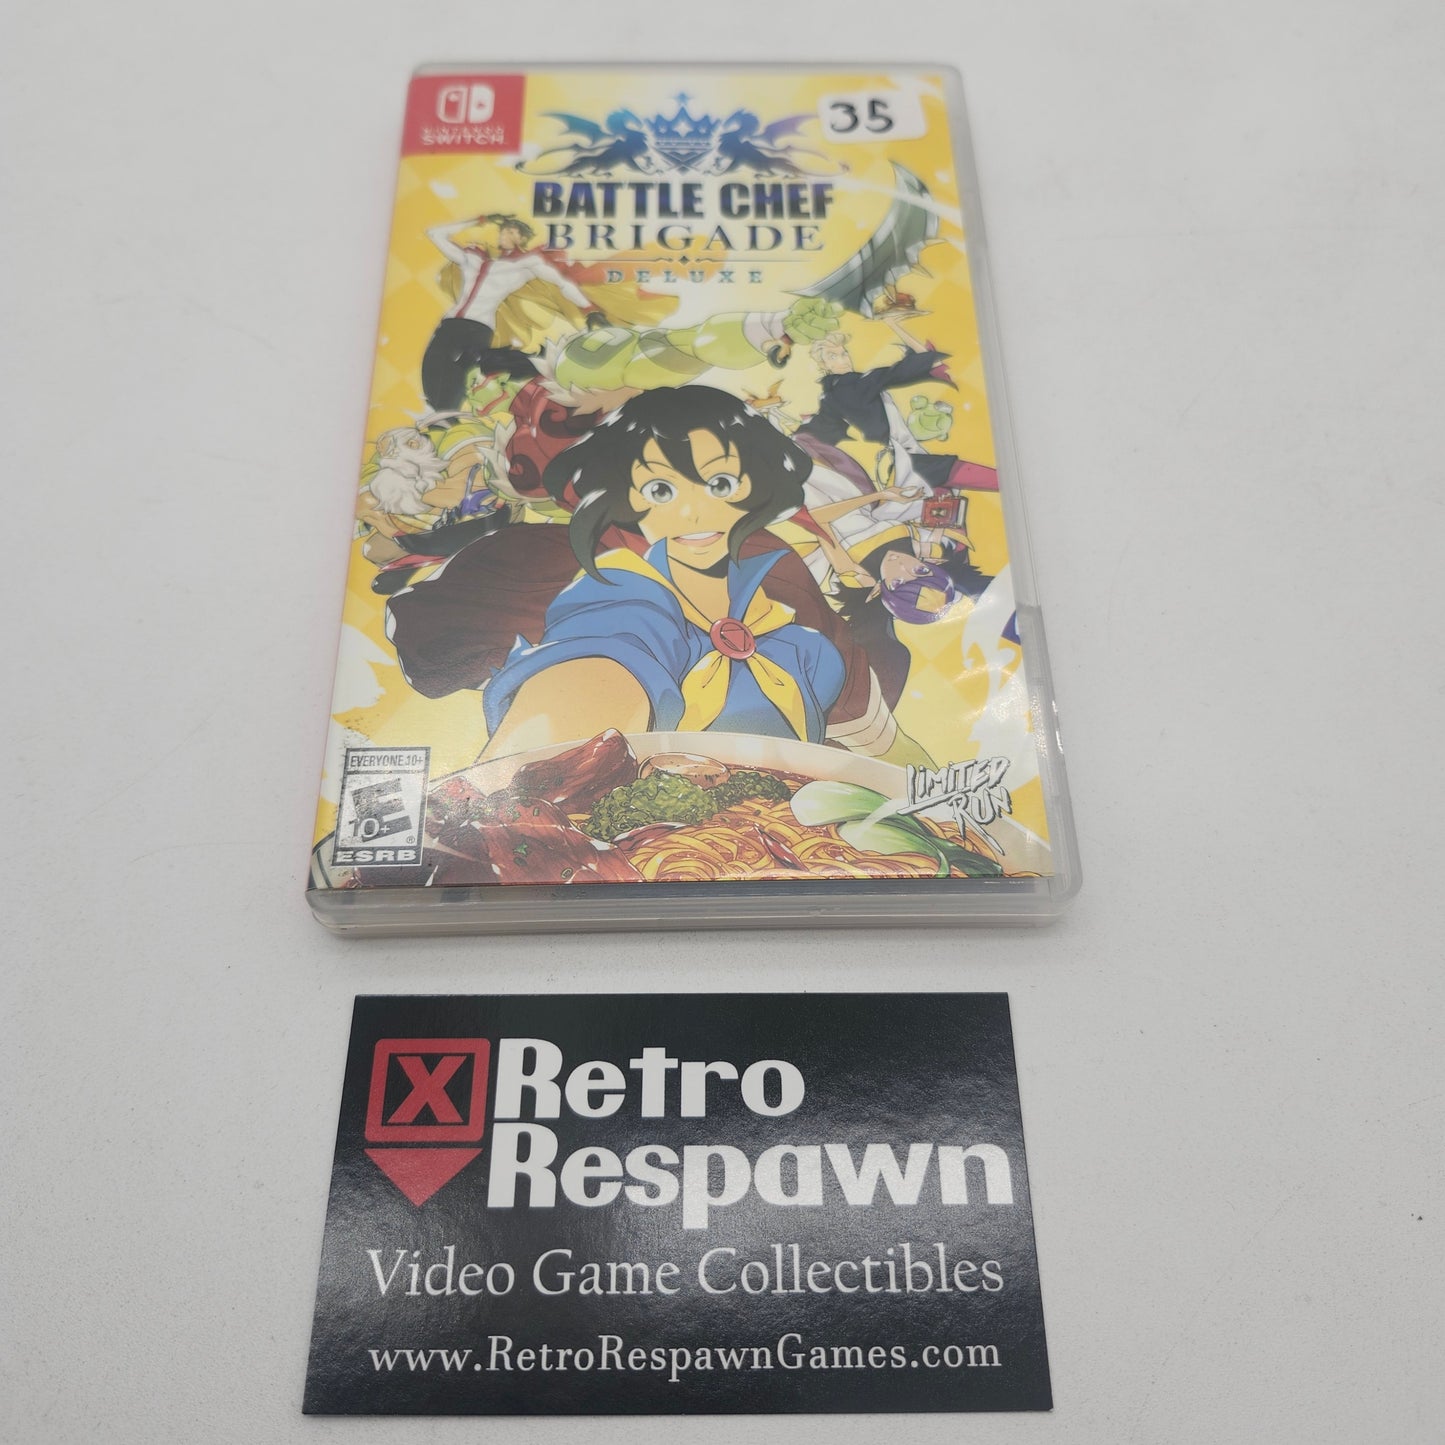 NINTENDO
SWITCH
35
BATTLE CHEF
BRIGADE
DELUXE
EVERYONE 10+
E
10+
®
ESRB
LIMITED
RUN
X
Retro
Respawn
Video Game Collectibles
www.RetroRespawnGames.com